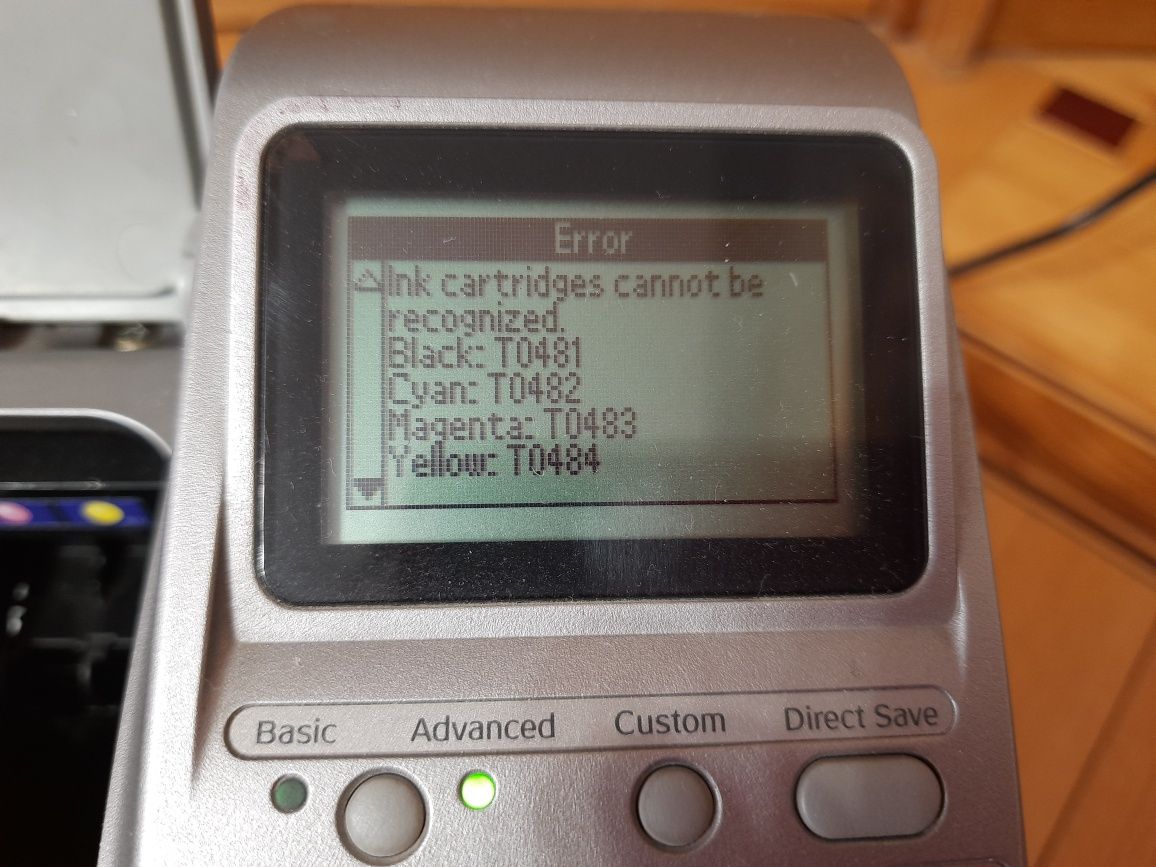 Error
Ink cartridges cannot be
recognized.
Black: T0481
Cyan: T0482
Magenta: T0483
Yellow: T0484
Basic Advanced Custom Direct Save